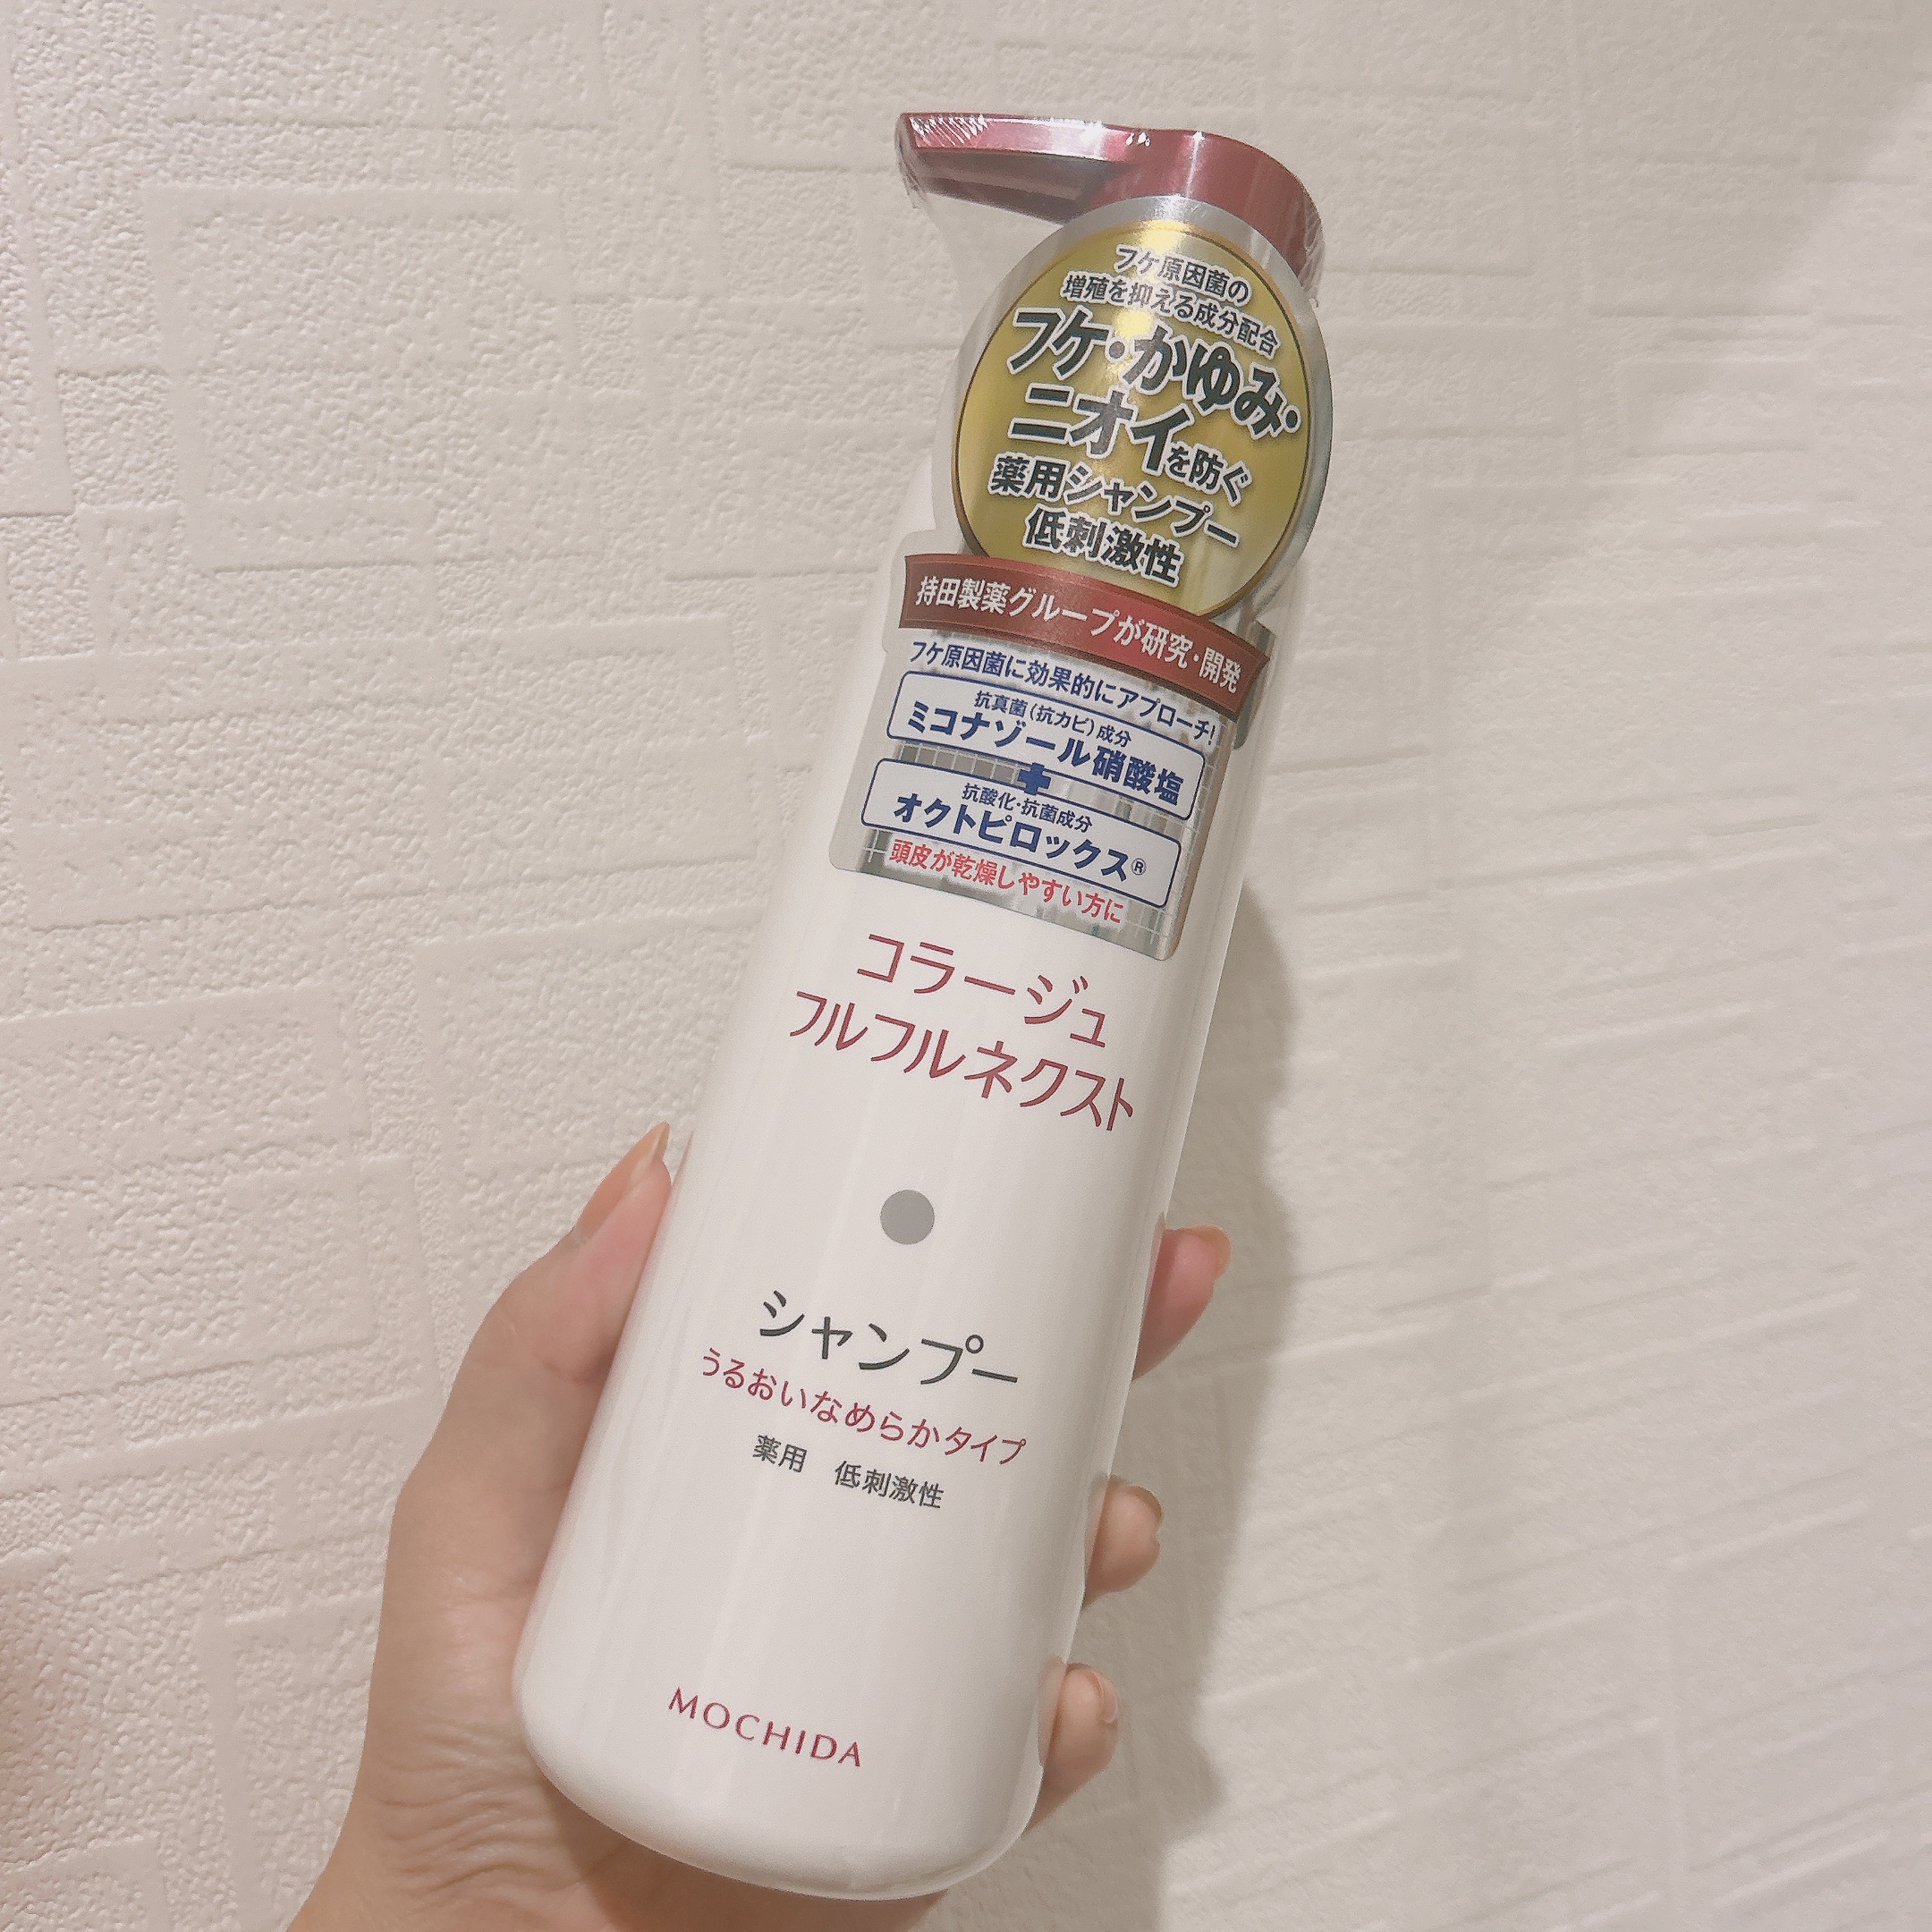 フケ原因菌の
増殖を抑える成分配合
フケ・かゆみ・
ニオイを防ぐ
薬用シャンプー
低刺激性
持田製薬グループが研究・開発
フケ原因菌に効果的にアプローチ!
抗真菌(抗カビ)成分
ミコナゾール硝酸塩
+
抗酸化・抗菌成分
オクトピロックス®
頭皮が乾燥しやすい方に
コラージュ
フルフルネクスト
シャンプー
うるおいなめらかタイプ
薬用 低刺激性
MOCHIDA